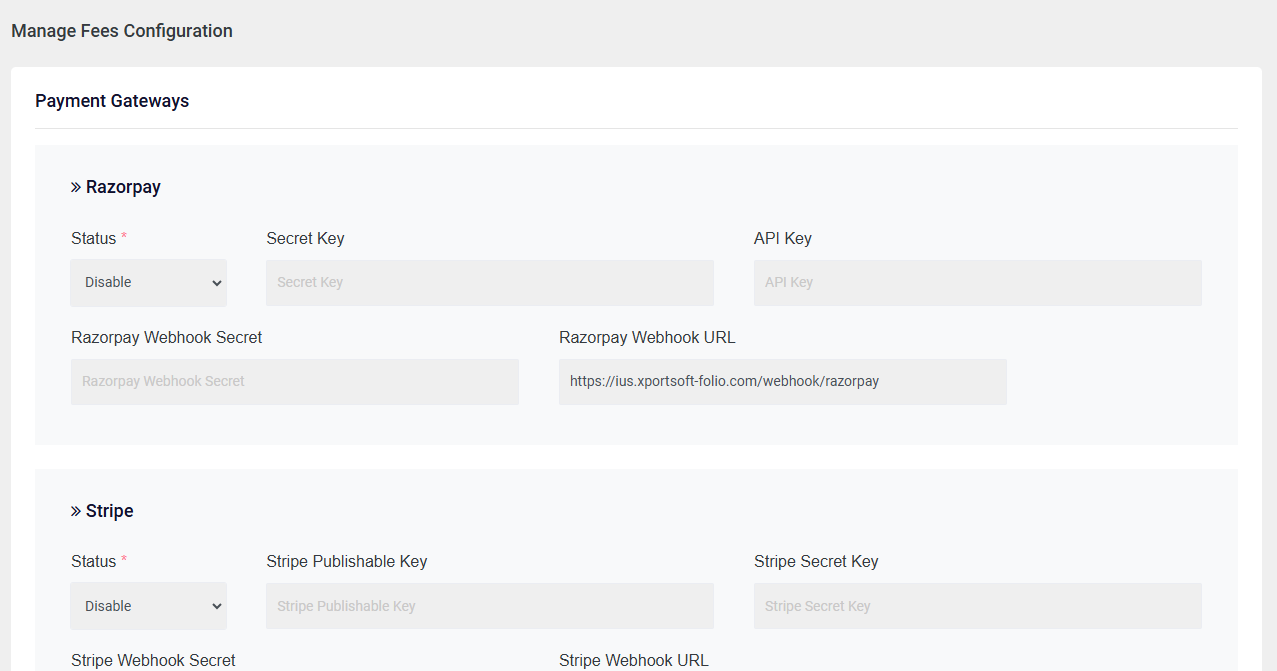 Manage Fees Configuration
Payment Gateways
» Razorpay
Status * Secret Key API Key
Disable Secret Key API Key
Razorpay Webhook Secret Razorpay Webhook URL
Razorpay Webhook Secret https://ius.xportsoft-folio.com/webhook/razorpay
» Stripe
Status * Stripe Publishable Key Stripe Secret Key
Disable Stripe Publishable Key Stripe Secret Key
Stripe Webhook Secret Stripe Webhook URL